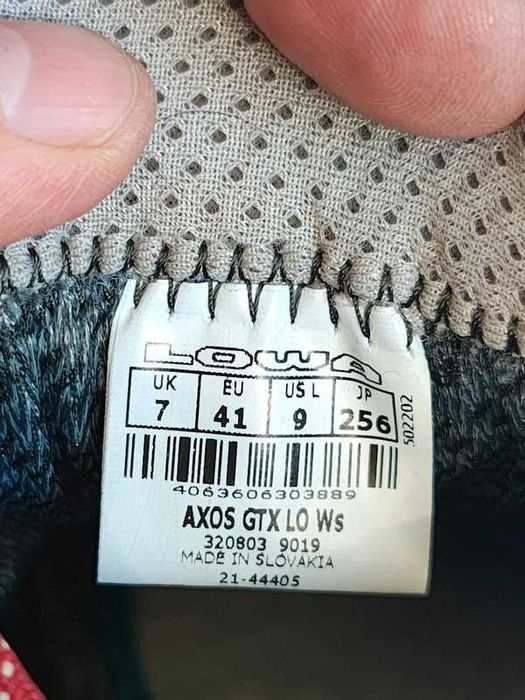 LOWA
UK EU US L JP
7 41 9 256
502202
4063606303889
AXOS GTX LO Ws
320803 9019
MADE IN SLOVAKIA
21-44405